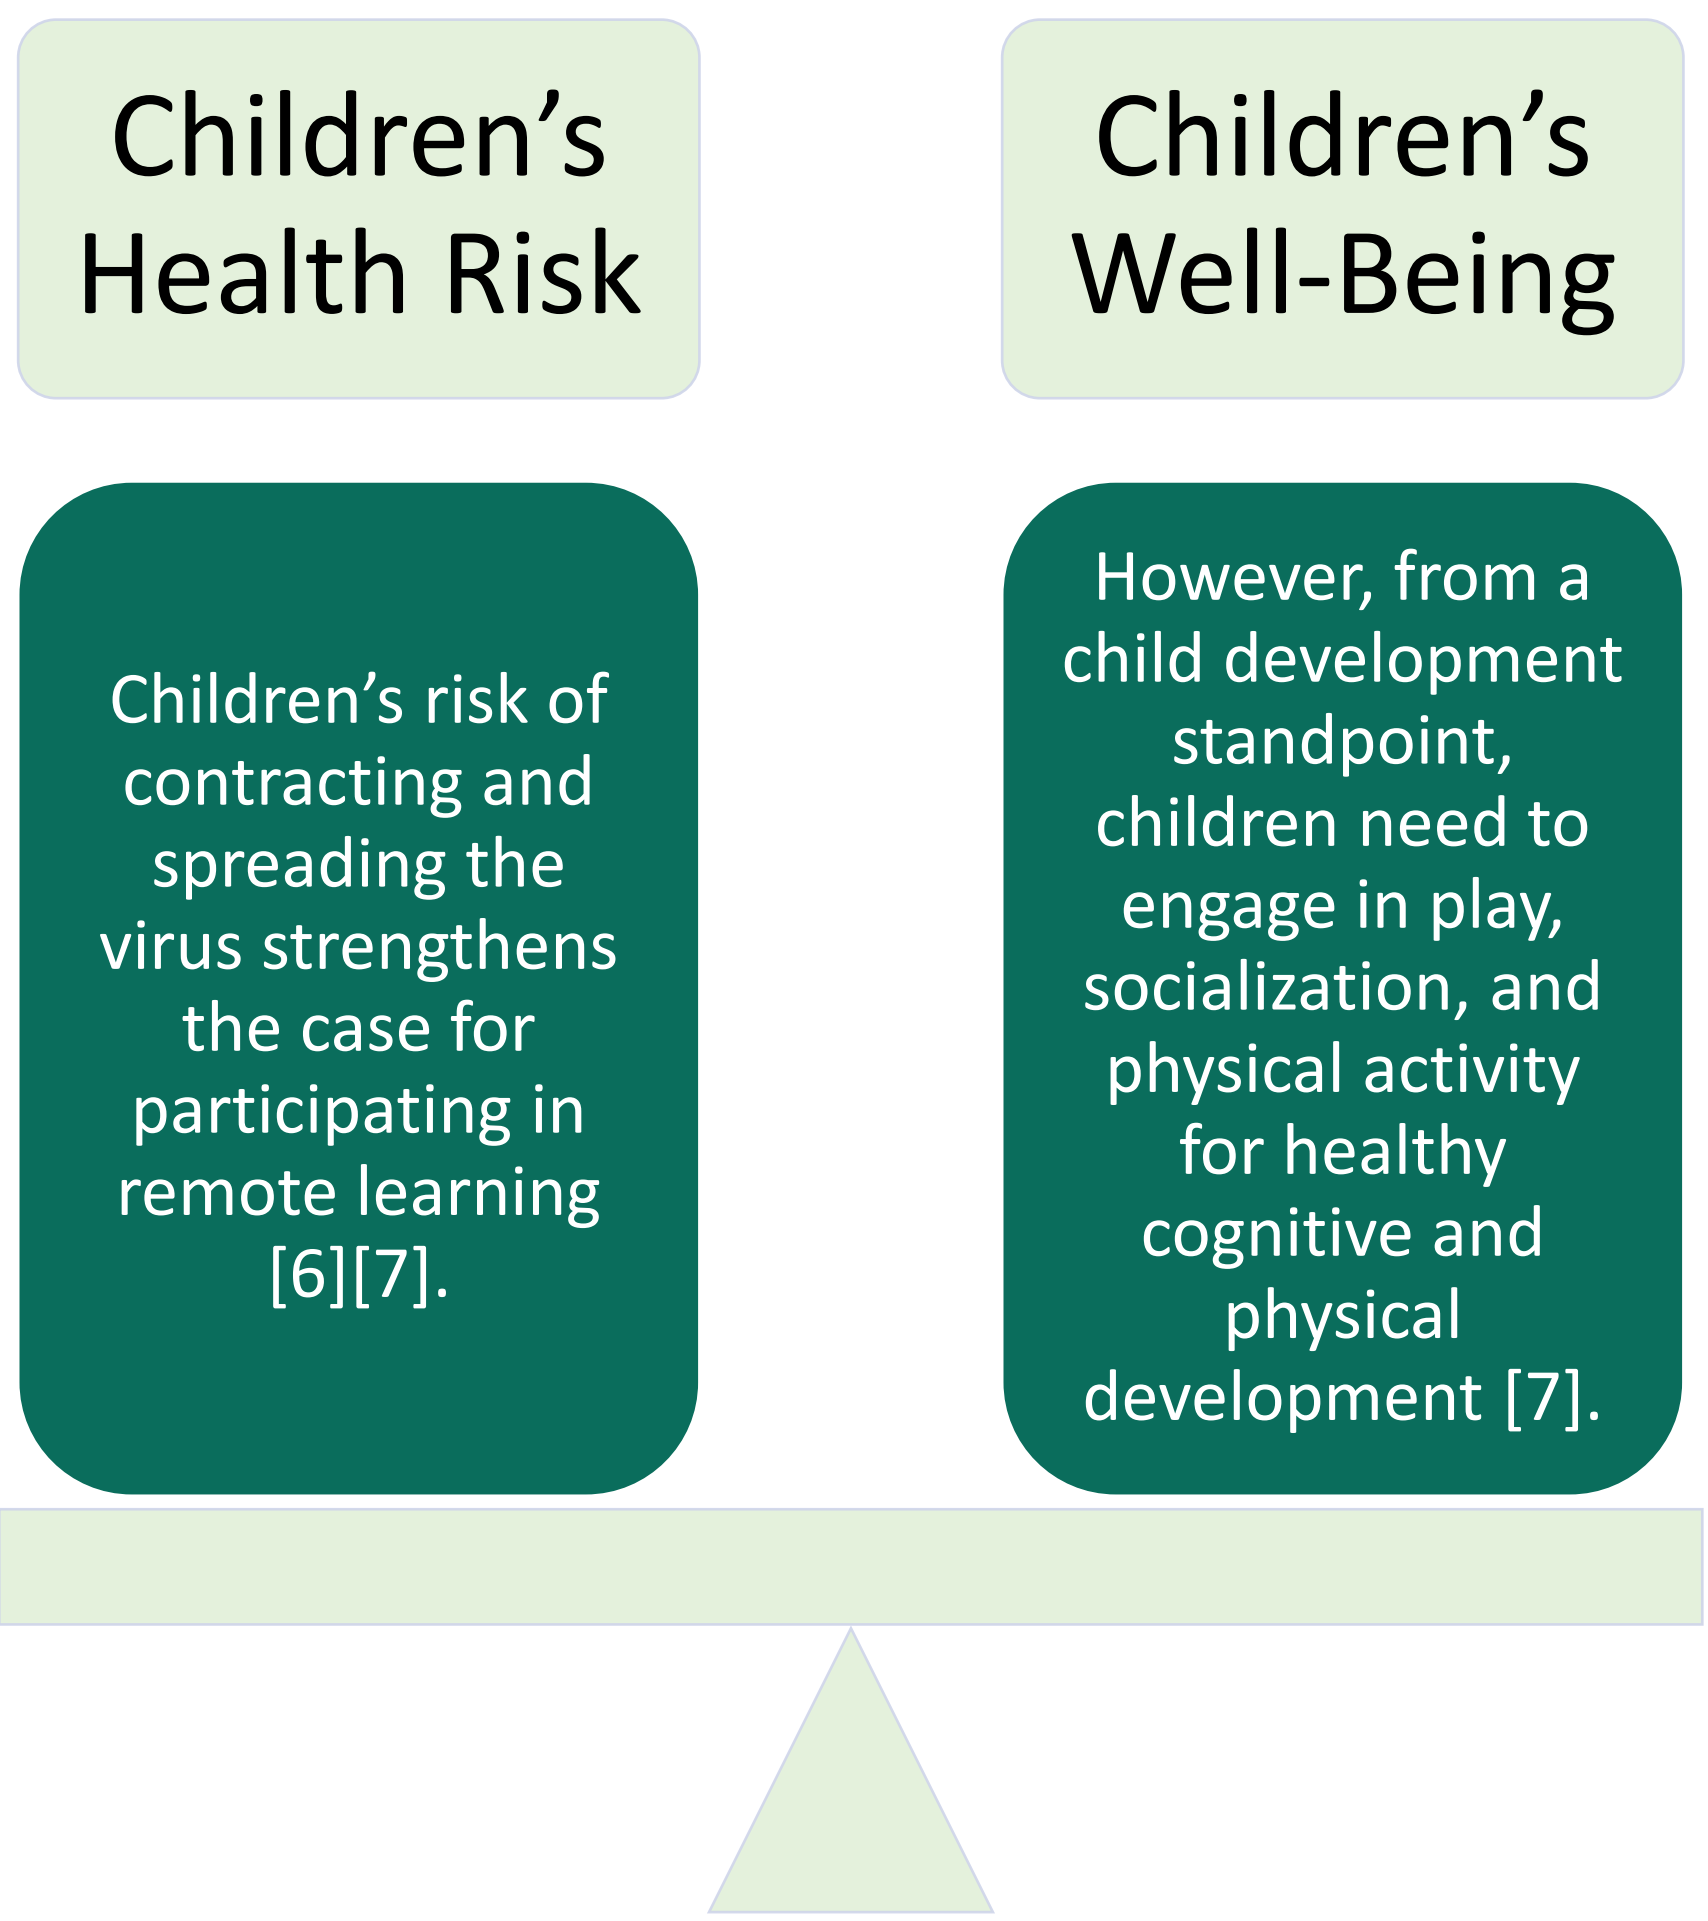 Children’s
Health Risk
Children’s risk of
contracting and
spreading the
virus strengthens
the case for
participating in
remote learning
[6][7].
Children’s
Well-Being
However, from a
child development
standpoint,
children need to
engage in play,
socialization, and
physical activity
for healthy
cognitive and
physical
development [7].